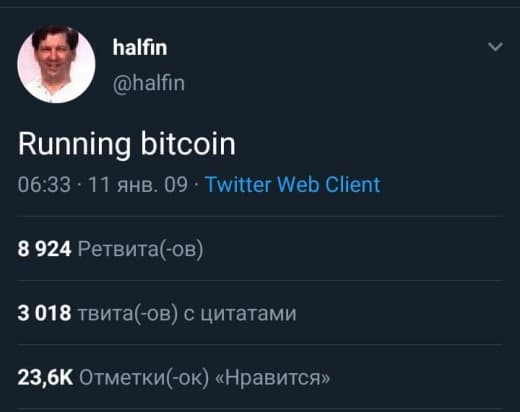 halfin
@halfin
Running bitcoin
06:33 · 11 янв. 09 · Twitter Web Client
8 924 Ретвита(-ов)
3 018 твита(-ов) с цитатами
23,6K Отметки(-ок) «Нравится»